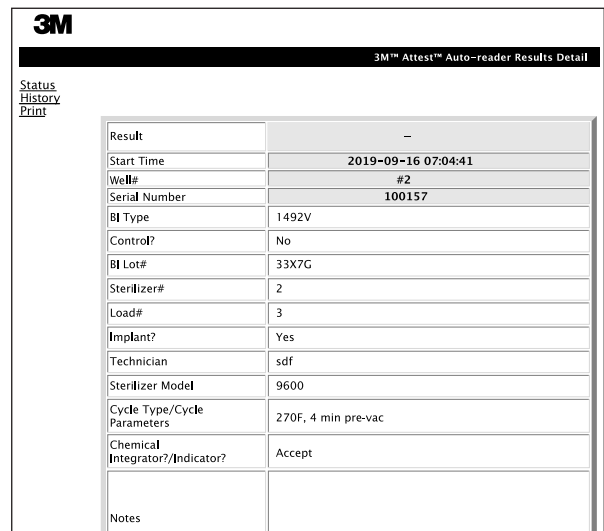 3M
3M™ Attest™ Auto-reader Results Detail
Status
History
Print
Result –
Start Time 2019-09-16 07:04:41
Well# #2
Serial Number 100157
BI Type 1492V
Control? No
BI Lot# 33X7G
Sterilizer# 2
Load# 3
Implant? Yes
Technician sdf
Sterilizer Model 9600
Cycle Type/Cycle
Parameters 270F, 4 min pre-vac
Chemical
Integrator?/Indicator? Accept
Notes